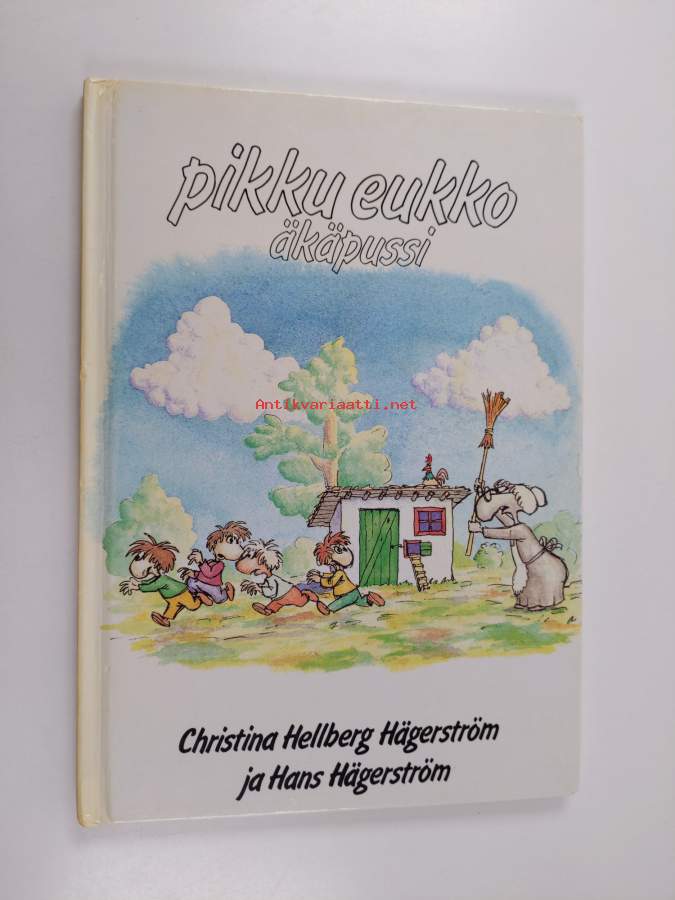 pikku eukko
äkäpussi
Antikvariaatti.net
Christina Hellberg Hägerström
ja Hans Hägerström